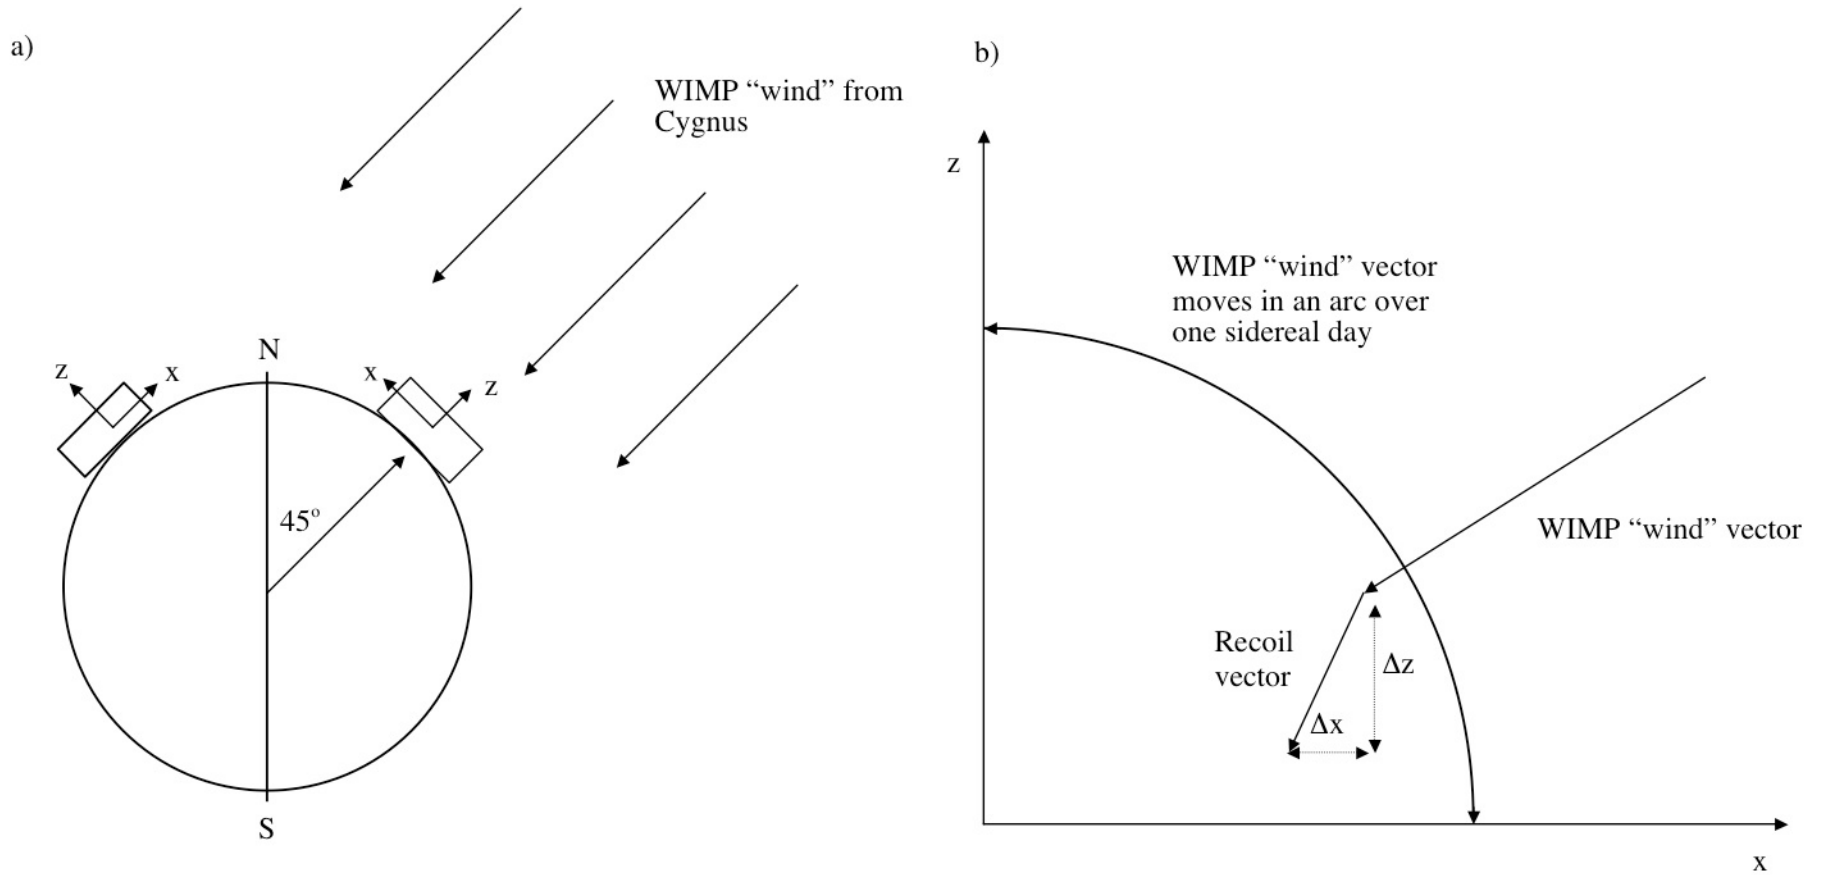 a)
WIMP “wind” from
Cygnus
N
z
x
x
z
45°
S
b)
z
WIMP “wind” vector
moves in an arc over
one sidereal day
WIMP “wind” vector
Recoil
vector
Δz
Δx
x